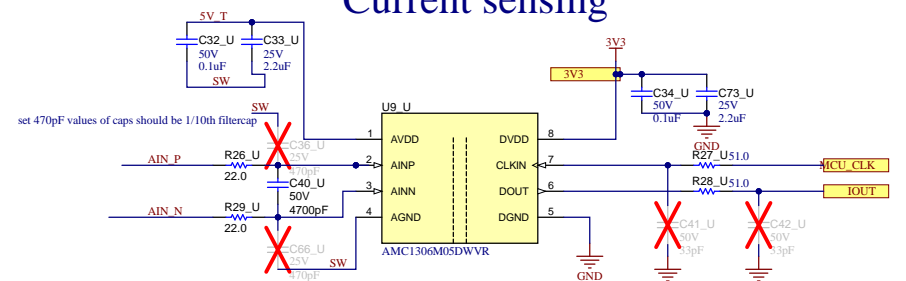 Current sensing
5V_T
C32_U
50V
0.1uF
C33_U
25V
2.2uF
SW
3V3
3V3
C34_U
50V
0.1uF
C73_U
25V
2.2uF
GND
SW
set 470pF values of caps should be 1/10th filtercap
C36_U
25V
470pF
U9_U
1 AVDD
2 AINP
3 AINN
4 AGND
DVDD 8
CLKIN 7
DOUT 6
DGND 5
AMC1306M05DWVR
AIN_P
R26_U
22.0
C40_U
50V
4700pF
AIN_N
R29_U
22.0
C66_U
25V
470pF
SW
R27_U 51.0
MCU_CLK
R28_U 51.0
IOUT
C41_U
50V
33pF
C42_U
50V
33pF
GND